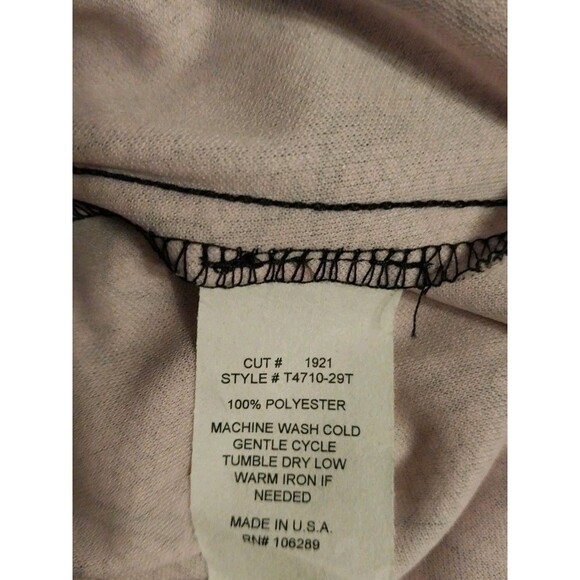 CUT # 1921
STYLE # T4710-29T
100% POLYESTER
MACHINE WASH COLD
GENTLE CYCLE
TUMBLE DRY LOW
WARM IRON IF
NEEDED
MADE IN U.S.A.
RN# 106289